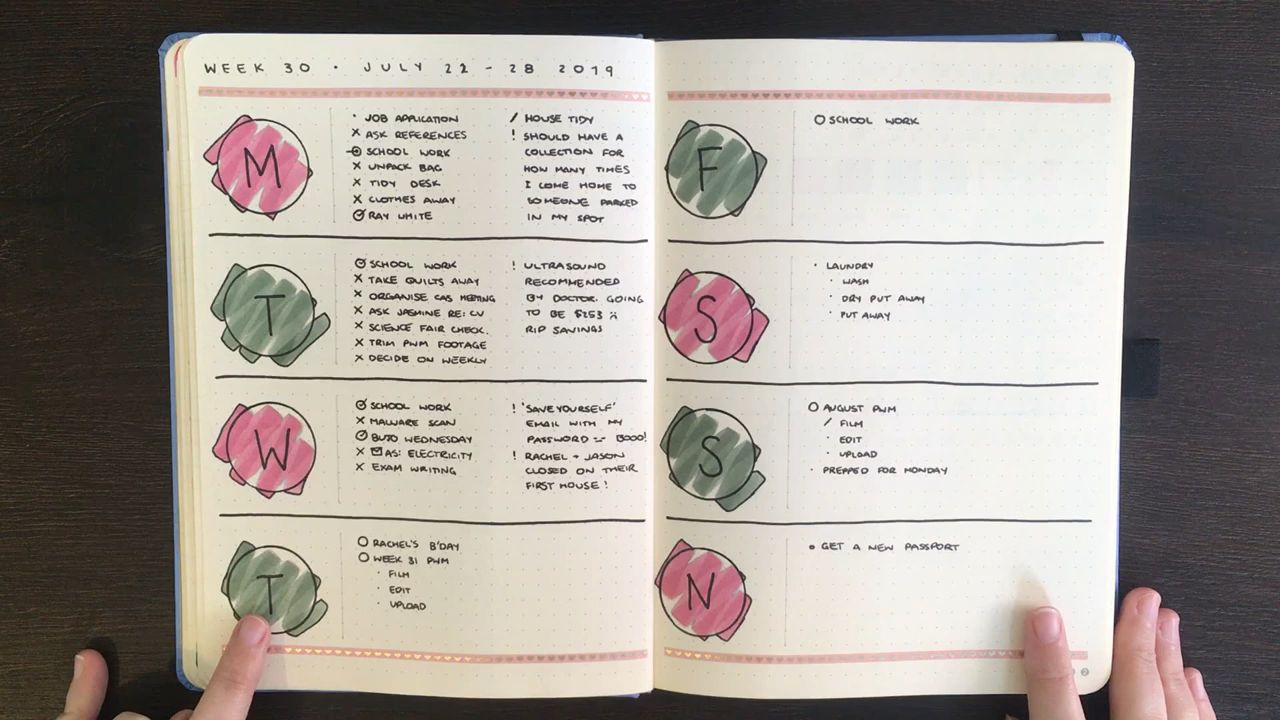 WEEK 30 · JULY 22 - 28 2019
M
· JOB APPLICATION
X ASK REFERENCES
SCHOOL WORK
X UNPACK BAG
X TIDY DESK
X CLOTHES AWAY
RAY WHITE
/ HOUSE TIDY
! SHOULD HAVE A
COLLECTION FOR
HOW MANY TIMES
I COME HOME TO
SOMEONE PARKED
IN MY SPOT
T
SCHOOL WORK
X TAKE QUILTS AWAY
X ORGANISE CAS MEETING
X ASK JASMINE RE: CV
X SCIENCE FAIR CHECK.
X TRIM PWM FOOTAGE
X DECIDE ON WEEKLY
! ULTRASOUND
RECOMMENDED
BY DOCTOR. GOING
TO BE $253
RIP SAVINGS
W
SCHOOL WORK
X MALWARE SCAN
BUJO WEDNESDAY
X AS: ELECTRICITY
X EXAM WRITING
! 'SAVE YOURSELF'
EMAIL WITH MY
PASSWORD BOOO!
! RACHEL + JASON
CLOSED ON THEIR
FIRST HOUSE!
T
RACHEL'S B'DAY
WEEK 31 PWM
· FILM
· EDIT
· UPLOAD
F
SCHOOL WORK
S
· LAUNDRY
· WASH
· DRY PUT AWAY
· PUT AWAY
S
AUGUST PWM
/ FILM
· EDIT
· UPLOAD
· PREPPED FOR MONDAY
N
• GET A NEW PASSPORT